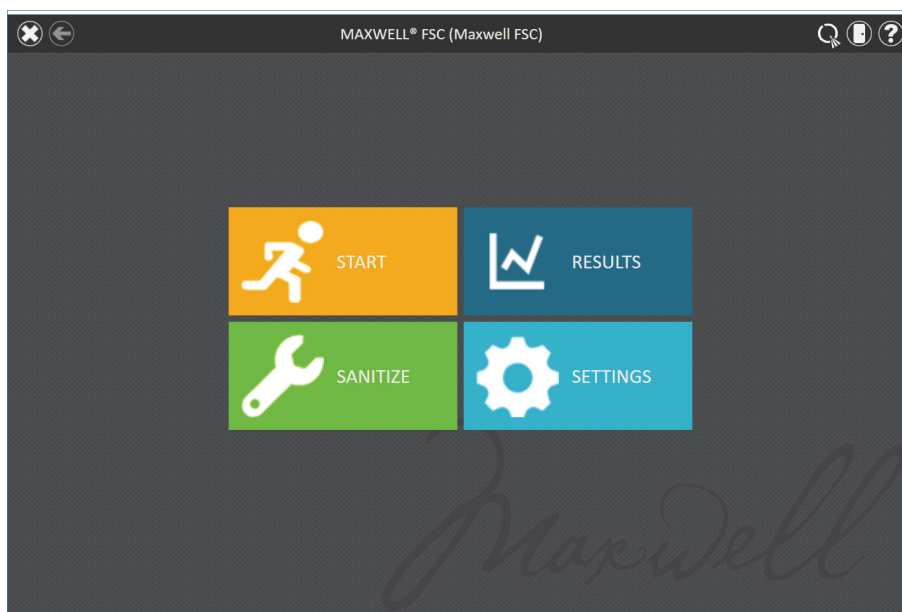 MAXWELL® FSC (Maxwell FSC)
?
START
RESULTS
SANITIZE
SETTINGS
Maxwell